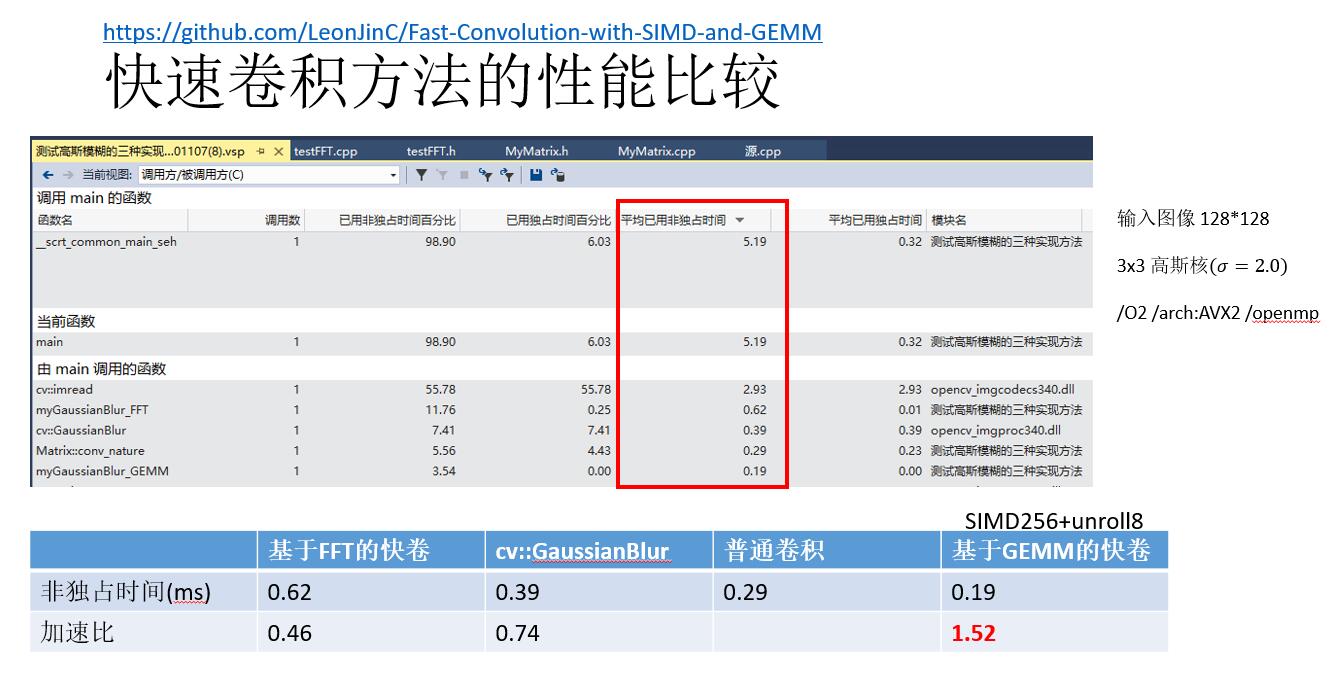 https://github.com/LeonJinC/Fast-Convolution-with-SIMD-and-GEMM
快速卷积方法的性能比较
测试高斯模糊的三种实现...01107(8).vsp testFFT.cpp testFFT.h MyMatrix.h MyMatrix.cpp 源.cpp
当前视图: 调用方/被调用方(C)
调用 main 的函数
函数名 调用数 已用非独占时间百分比 已用独占时间百分比 平均已用非独占时间 平均已用独占时间 模块名
__scrt_common_main_seh 1 98.90 6.03 5.19 0.32 测试高斯模糊的三种实现方法
当前函数
main 1 98.90 6.03 5.19 0.32 测试高斯模糊的三种实现方法
由 main 调用的函数
cv::imread 1 55.78 55.78 2.93 2.93 opencv_imgcodecs340.dll
myGaussianBlur_FFT 1 11.76 0.25 0.62 0.01 测试高斯模糊的三种实现方法
cv::GaussianBlur 1 7.41 7.41 0.39 0.39 opencv_imgproc340.dll
Matrix::conv_nature 1 5.56 4.43 0.29 0.23 测试高斯模糊的三种实现方法
myGaussianBlur_GEMM 1 3.54 0.00 0.19 0.00 测试高斯模糊的三种实现方法
输入图像 128*128
3x3 高斯核(σ = 2.0)
/O2 /arch:AVX2 /openmp
SIMD256+unroll8
基于FFT的快卷 cv::GaussianBlur 普通卷积 基于GEMM的快卷
非独占时间(ms) 0.62 0.39 0.29 0.19
加速比 0.46 0.74 1.52